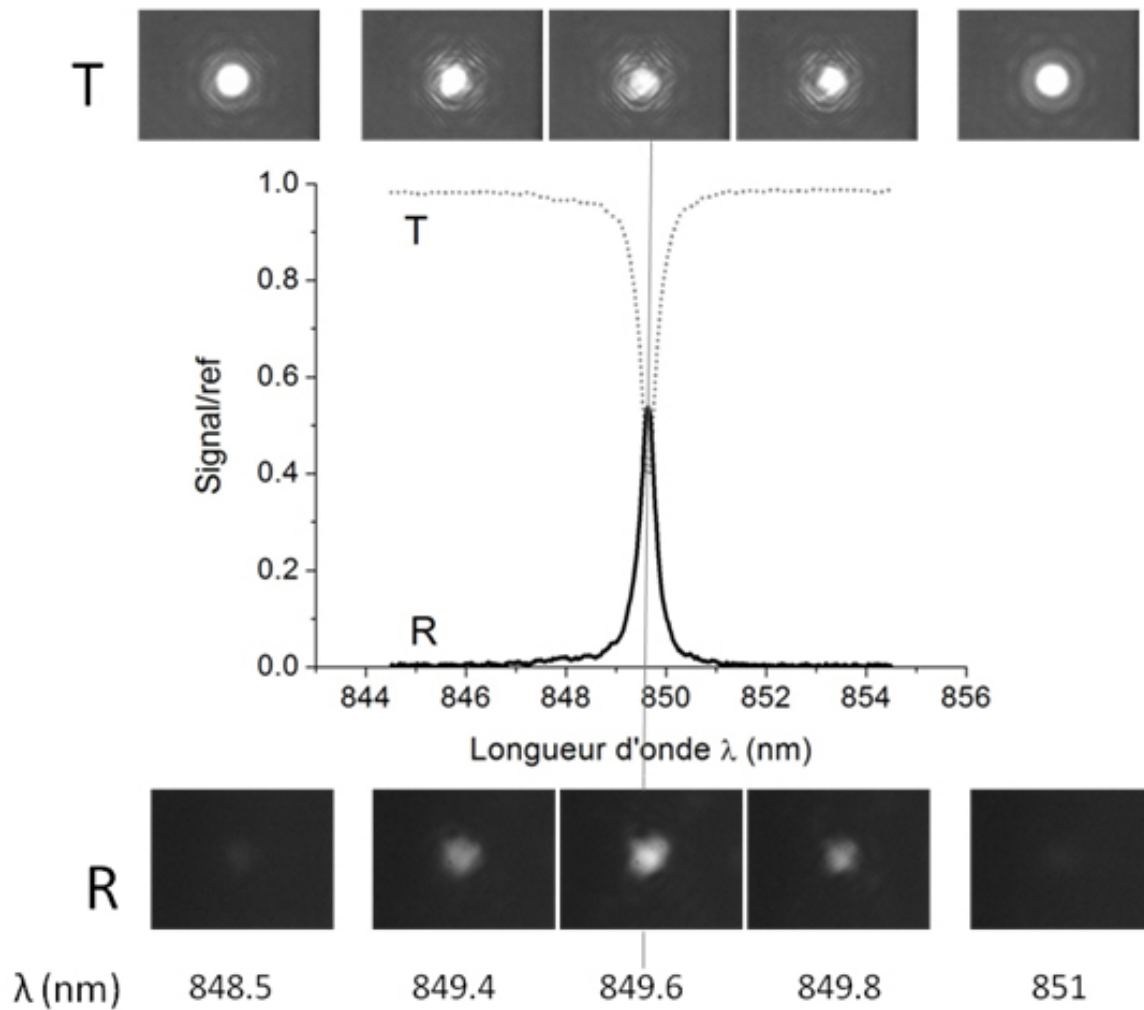 T
1.0
T
0.8
0.6
Signal/ref
0.4
0.2
R
0.0
844 846 848 850 852 854 856
Longueur d'onde λ (nm)
R
λ (nm) 848.5 849.4 849.6 849.8 851